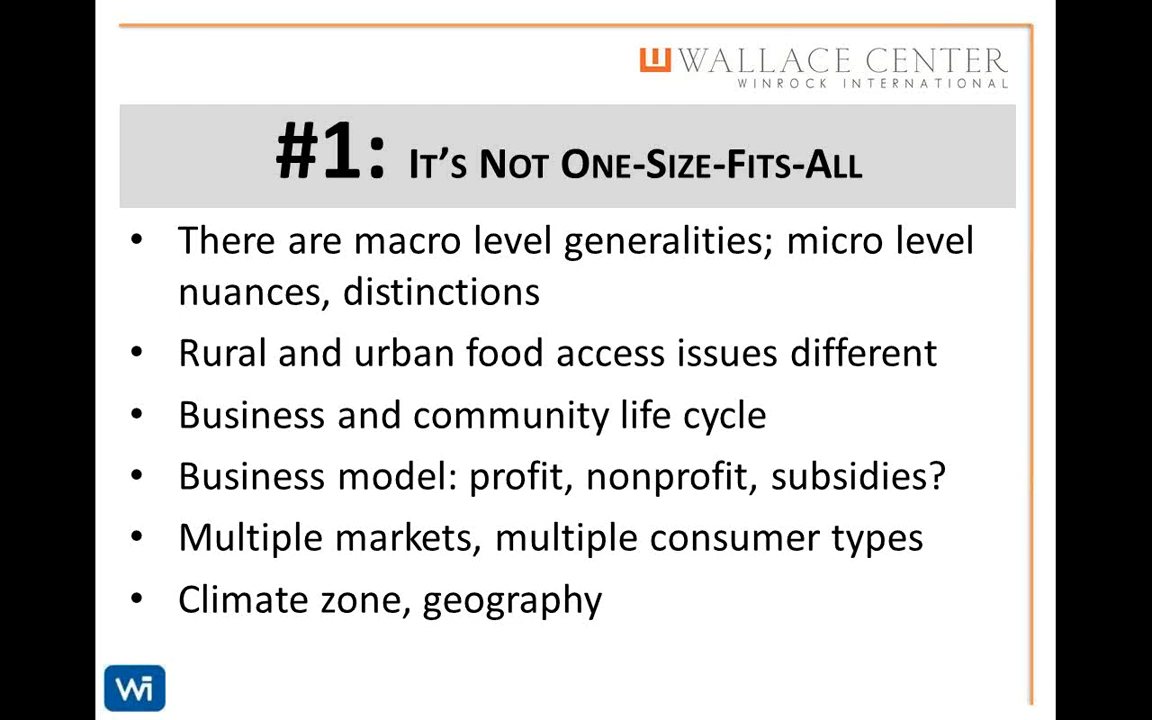 WALLACE CENTER
WINROCK INTERNATIONAL
#1: IT'S NOT ONE-SIZE-FITS-ALL
• There are macro level generalities; micro level
nuances, distinctions
• Rural and urban food access issues different
• Business and community life cycle
• Business model: profit, nonprofit, subsidies?
• Multiple markets, multiple consumer types
• Climate zone, geography
Wi